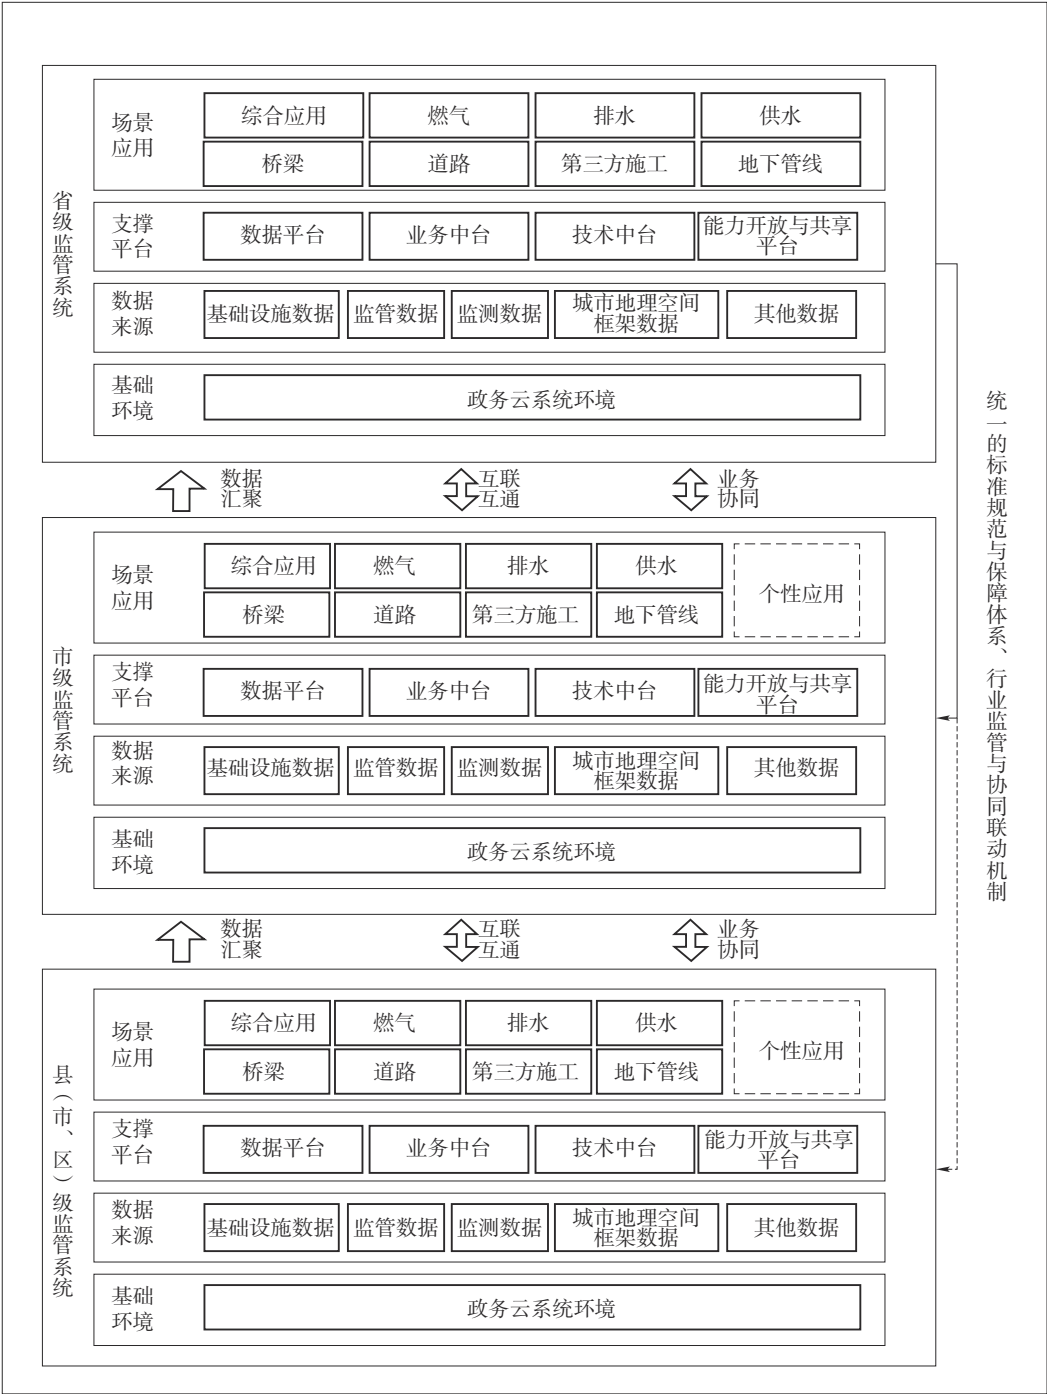 省级监管系统
场景
应用
综合应用
燃气
排水
供水
桥梁
道路
第三方施工
地下管线
支撑
平台
数据平台
业务中台
技术中台
能力开放与共享
平台
数据
来源
基础设施数据
监管数据
监测数据
城市地理空间
框架数据
其他数据
基础
环境
政务云系统环境
数据
汇聚
互联
互通
业务
协同
市级监管系统
场景
应用
综合应用
燃气
排水
供水
桥梁
道路
第三方施工
地下管线
个性应用
支撑
平台
数据平台
业务中台
技术中台
能力开放与共享
平台
数据
来源
基础设施数据
监管数据
监测数据
城市地理空间
框架数据
其他数据
基础
环境
政务云系统环境
数据
汇聚
互联
互通
业务
协同
县(市、区)级监管系统
场景
应用
综合应用
燃气
排水
供水
桥梁
道路
第三方施工
地下管线
个性应用
支撑
平台
数据平台
业务中台
技术中台
能力开放与共享
平台
数据
来源
基础设施数据
监管数据
监测数据
城市地理空间
框架数据
其他数据
基础
环境
政务云系统环境
统一的标准规范与保障体系、行业监管与协同联动机制